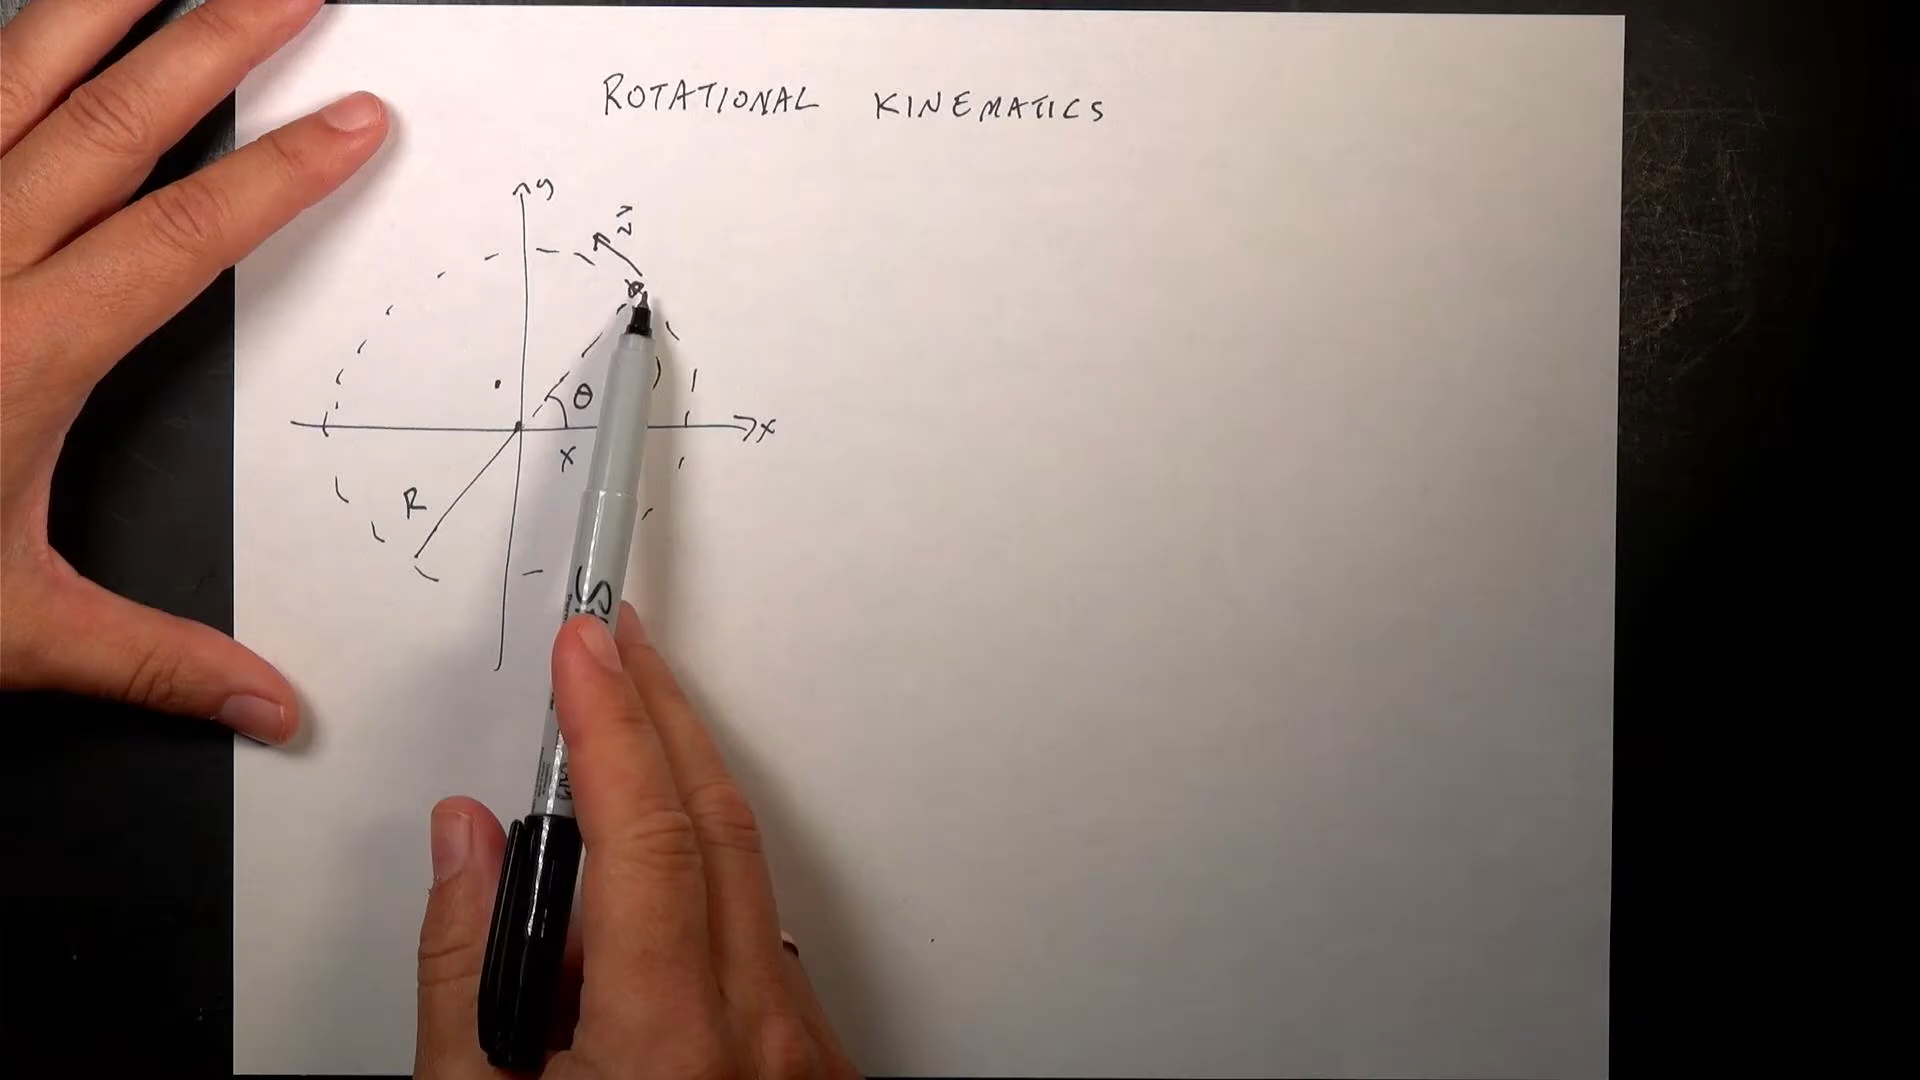 ROTATIONAL KINEMATICS
y
v
θ
x
x
R